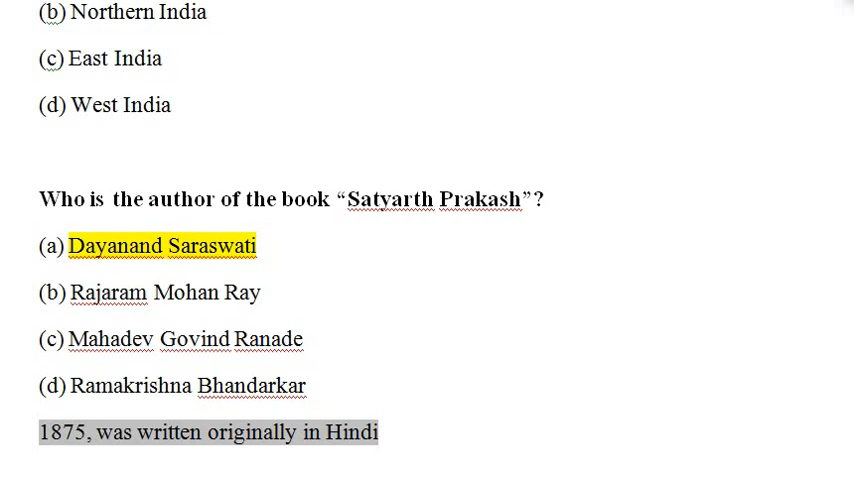 (b) Northern India
(c) East India
(d) West India
Who is the author of the book “Satyarth Prakash”?
(a) Dayanand Saraswati
(b) Rajaram Mohan Ray
(c) Mahadev Govind Ranade
(d) Ramakrishna Bhandarkar
1875, was written originally in Hindi